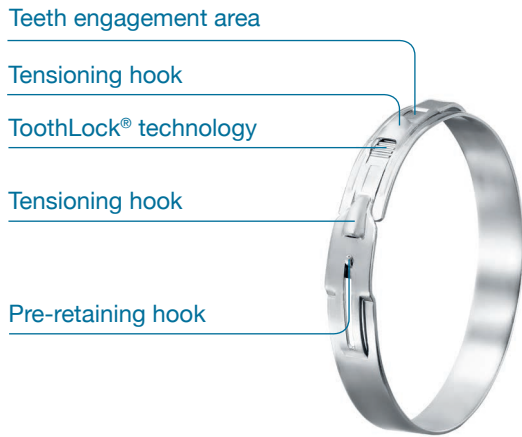 Teeth engagement area
Tensioning hook
ToothLock® technology
Tensioning hook
Pre-retaining hook